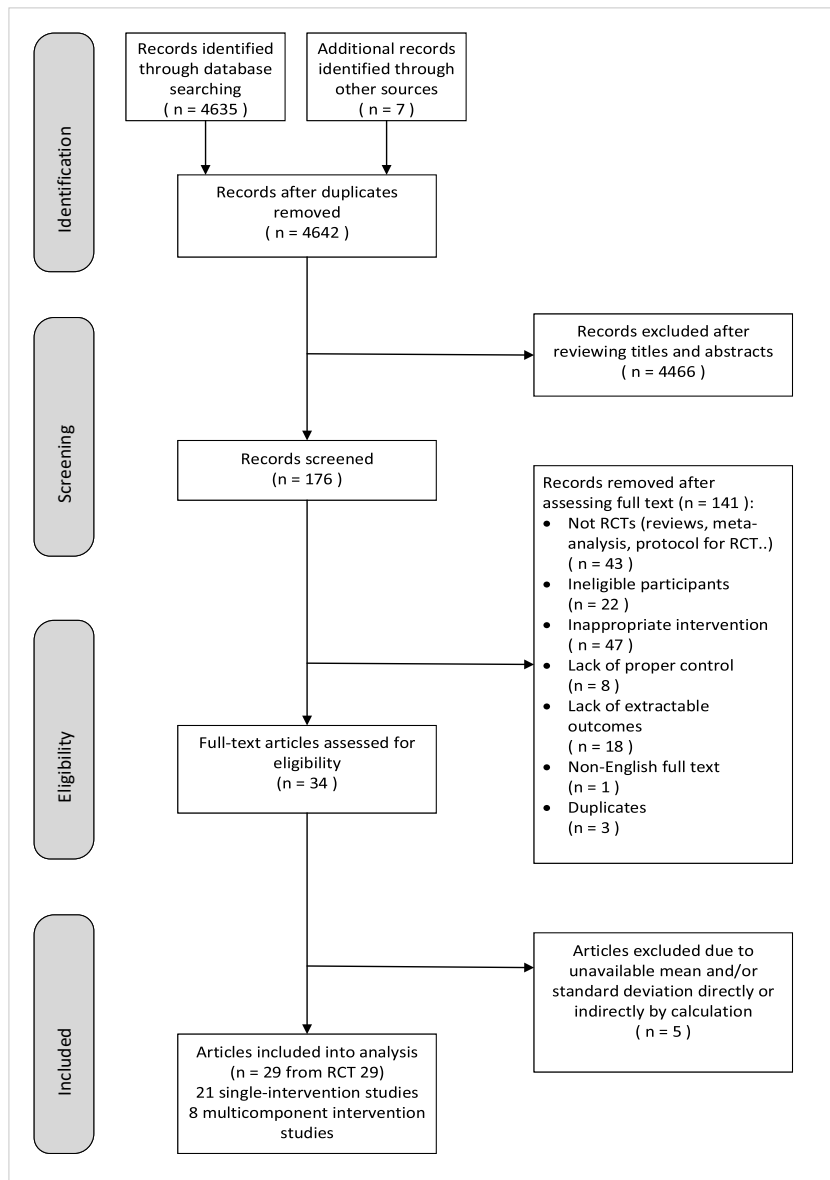 Records identified
through database
searching
( n = 4635 )
Additional records
identified through
other sources
( n = 7 )
Identification
Records after duplicates
removed
( n = 4642 )
Records excluded after
reviewing titles and abstracts
( n = 4466 )
Screening
Records screened
(n = 176 )
Records removed after
assessing full text (n = 141 ):
• Not RCTs (reviews, meta-
analysis, protocol for RCT..)
( n = 43 )
• Ineligible participants
(n = 22 )
• Inappropriate intervention
( n = 47 )
• Lack of proper control
(n = 8 )
• Lack of extractable
outcomes
( n = 18 )
• Non-English full text
(n = 1 )
• Duplicates
(n = 3 )
Eligibility
Full-text articles assessed for
eligibility
(n = 34 )
Articles excluded due to
unavailable mean and/or
standard deviation directly or
indirectly by calculation
( n = 5 )
Included
Articles included into analysis
(n = 29 from RCT 29)
21 single-intervention studies
8 multicomponent intervention
studies